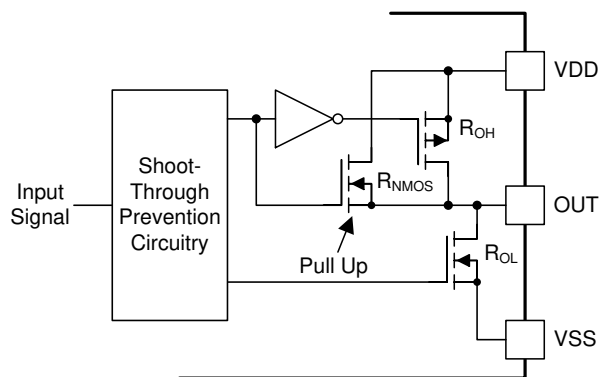 VDD
R_OH
Shoot-
Through
Prevention
Circuitry
Input
Signal
R_NMOS
OUT
Pull Up
R_OL
VSS